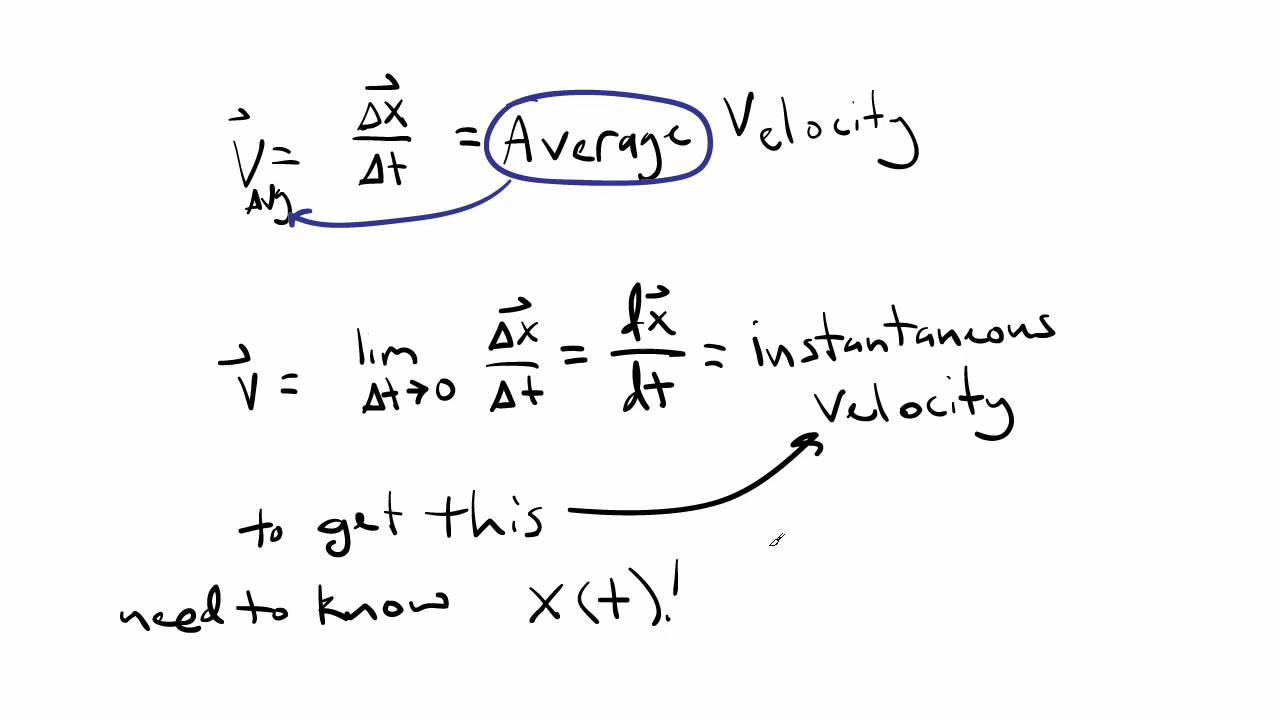 v⃗_Avg = Δx⃗/Δt = Average Velocity
v⃗ = lim Δt→0 Δx⃗/Δt = dx⃗/dt = instantaneous
velocity
to get this
need to know x(t)!